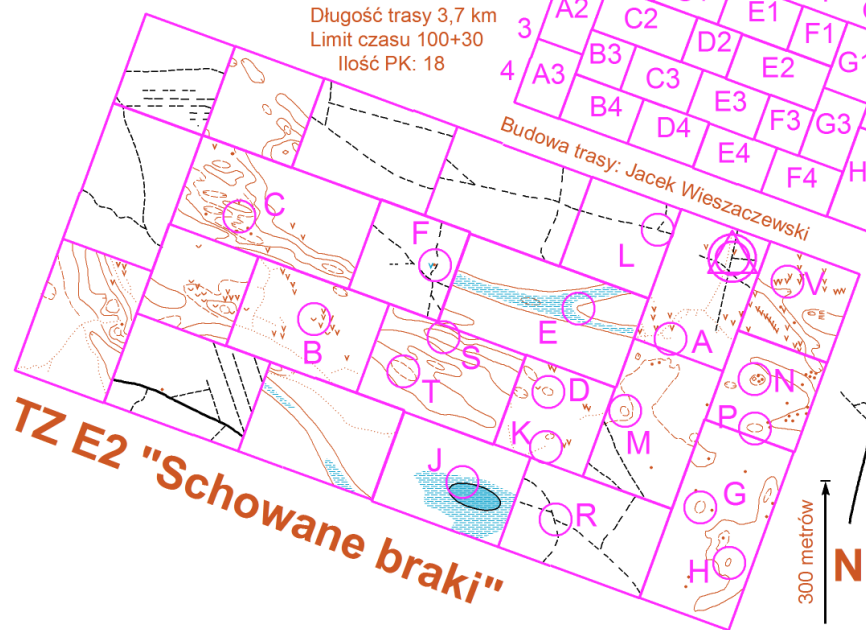 Długość trasy 3,7 km
Limit czasu 100+30
Ilość PK: 18
3
4
A2
C2
E1
F1
G1
B3
D2
E2
A3
C3
B4
E3
F3
G3
D4
E4
F4
H
Budowa trasy: Jacek Wieszaczewski
C
F
L
V
E
A
B
S
T
D
N
K
M
P
J
R
G
H
300 metrów
N
TZ E2 "Schowane braki"